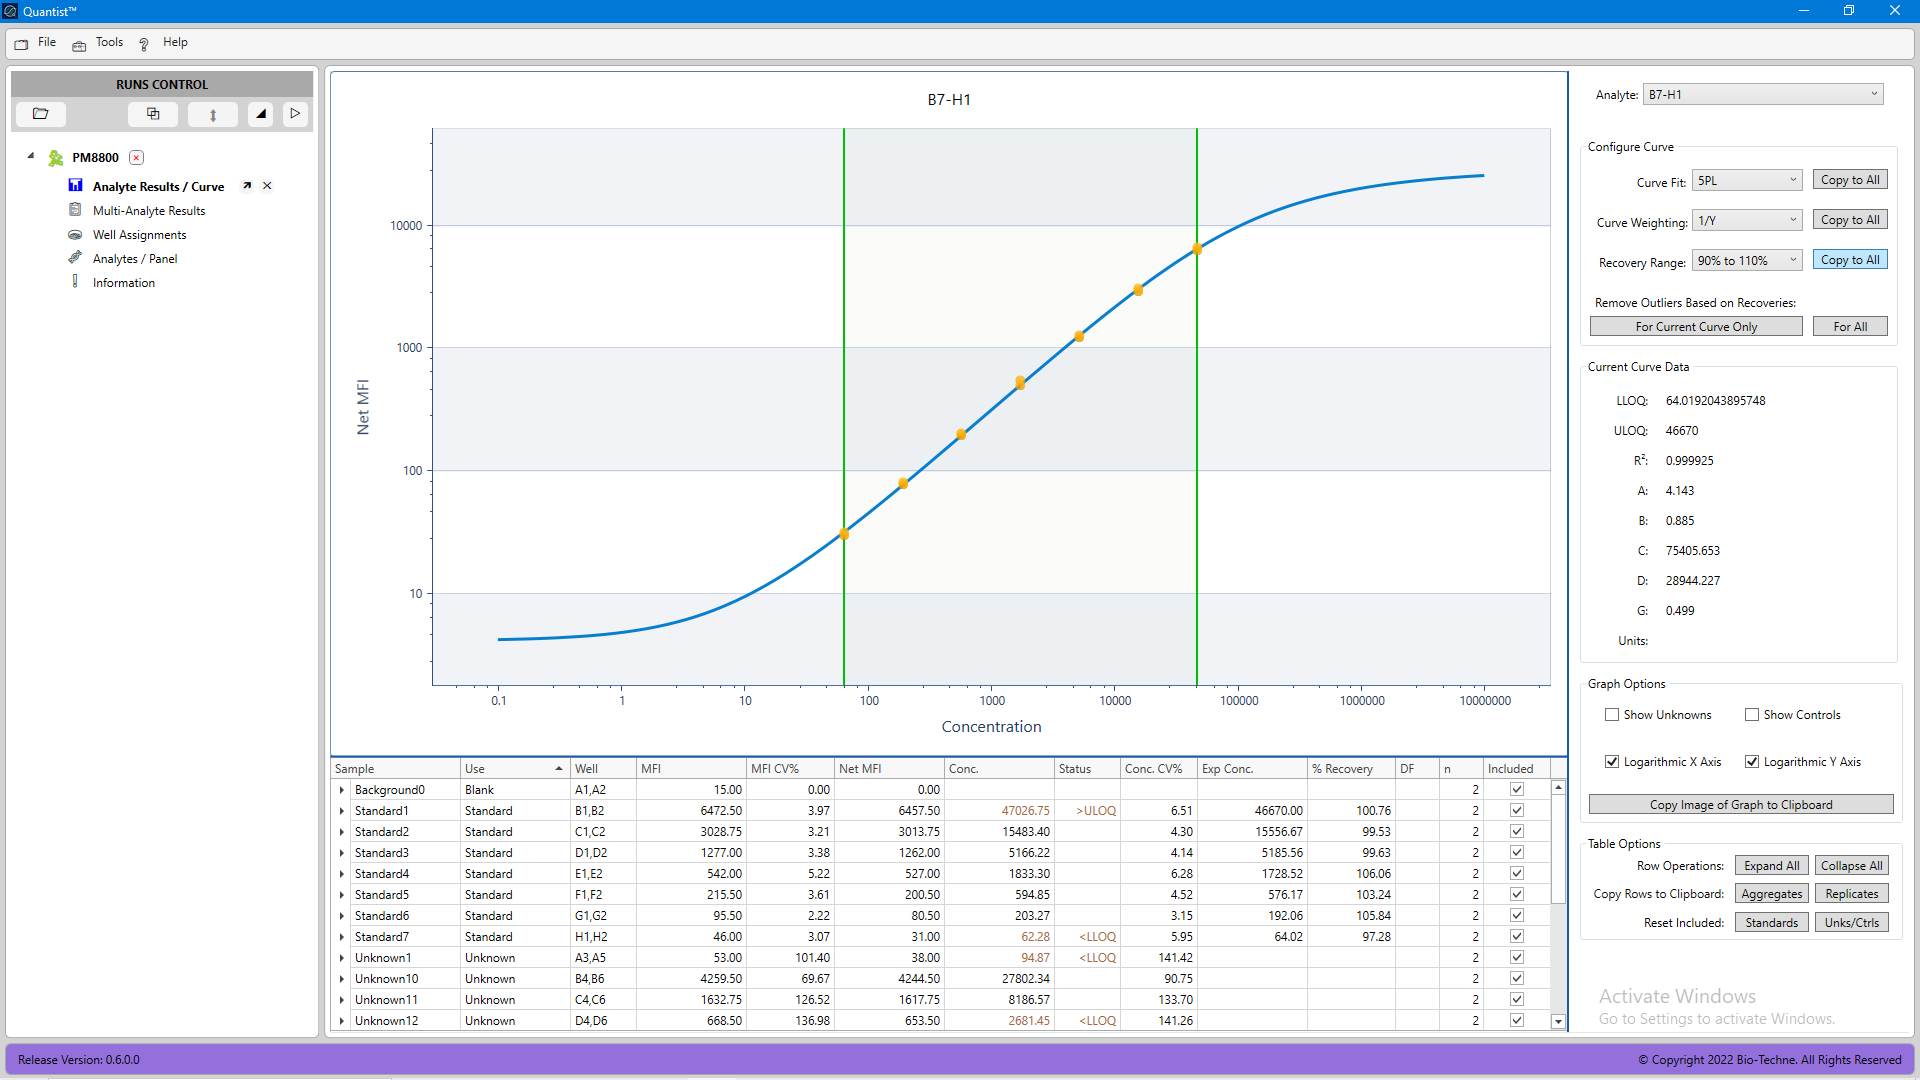 Quantist™
File Tools Help
RUNS CONTROL
PM8800
Analyte Results / Curve
Multi-Analyte Results
Well Assignments
Analytes / Panel
Information
B7-H1
10000
1000
100
10
Net MFI
0.1 1 10 100 1000 10000 100000 1000000 10000000
Concentration
Sample Use Well MFI MFI CV% Net MFI Conc. Status Conc. CV% Exp Conc. % Recovery DF n Included
Background0 Blank A1,A2 15.00 0.00 0.00 2
Standard1 Standard B1,B2 6472.50 3.97 6457.50 47026.75 >ULOQ 6.51 46670.00 100.76 2
Standard2 Standard C1,C2 3028.75 3.21 3013.75 15483.40 4.30 15556.67 99.53 2
Standard3 Standard D1,D2 1277.00 3.38 1262.00 5166.22 4.14 5185.56 99.63 2
Standard4 Standard E1,E2 542.00 5.22 527.00 1833.30 6.28 1728.52 106.06 2
Standard5 Standard F1,F2 215.50 3.61 200.50 594.85 4.52 576.17 103.24 2
Standard6 Standard G1,G2 95.50 2.22 80.50 203.27 3.15 192.06 105.84 2
Standard7 Standard H1,H2 46.00 3.07 31.00 62.28 <LLOQ 5.95 64.02 97.28 2
Unknown1 Unknown A3,A5 53.00 101.40 38.00 94.87 <LLOQ 141.42 2
Unknown10 Unknown B4,B6 4259.50 69.67 4244.50 27802.34 90.75 2
Unknown11 Unknown C4,C6 1632.75 126.52 1617.75 8186.57 133.70 2
Unknown12 Unknown D4,D6 668.50 136.98 653.50 2681.45 <LLOQ 141.26 2
Analyte: B7-H1
Configure Curve
Curve Fit: 5PL Copy to All
Curve Weighting: 1/Y Copy to All
Recovery Range: 90% to 110% Copy to All
Remove Outliers Based on Recoveries:
For Current Curve Only For All
Current Curve Data
LLOQ: 64.0192043895748
ULOQ: 46670
R²: 0.999925
A: 4.143
B: 0.885
C: 75405.653
D: 28944.227
G: 0.499
Units:
Graph Options
Show Unknowns Show Controls
Logarithmic X Axis Logarithmic Y Axis
Copy Image of Graph to Clipboard
Table Options
Row Operations: Expand All Collapse All
Copy Rows to Clipboard: Aggregates Replicates
Reset Included: Standards Unks/Ctrls
Activate Windows
Go to Settings to activate Windows.
Release Version: 0.6.0.0
© Copyright 2022 Bio-Techne. All Rights Reserved